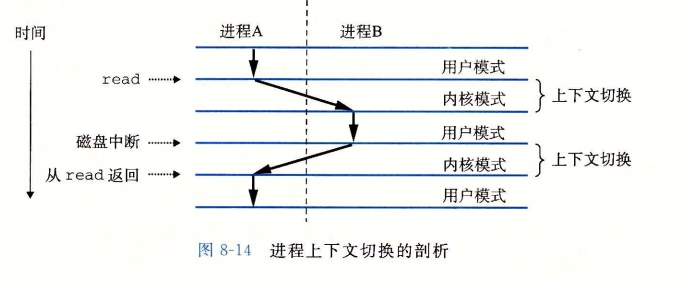 时间
进程A 进程B
用户模式
read
内核模式 上下文切换
用户模式
磁盘中断
内核模式 上下文切换
从 read 返回
用户模式
图 8-14 进程上下文切换的剖析